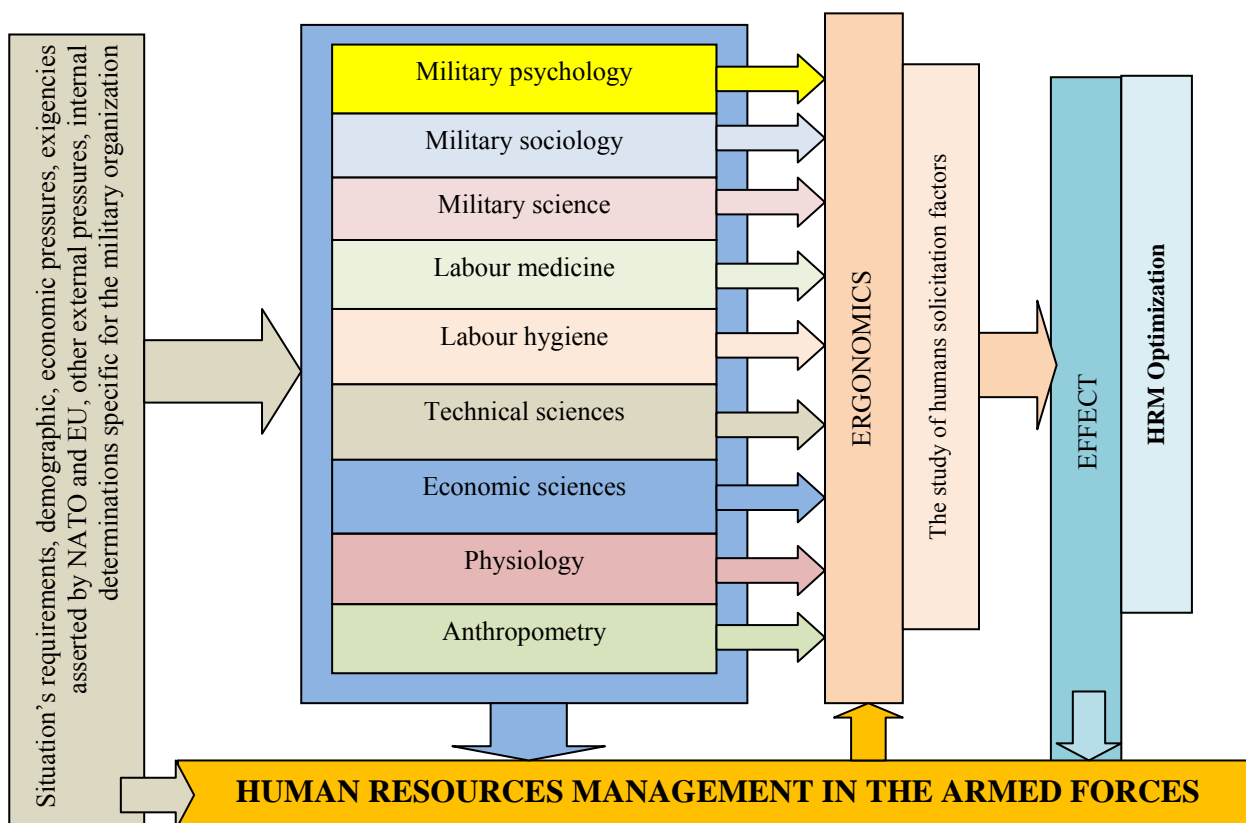 Situation’s requirements, demographic, economic pressures, exigencies
asserted by NATO and EU, other external pressures, internal
determinations specific for the military organization
Military psychology
Military sociology
Military science
Labour medicine
Labour hygiene
Technical sciences
Economic sciences
Physiology
Anthropometry
ERGONOMICS
The study of humans solicitation factors
EFFECT
HRM Optimization
HUMAN RESOURCES MANAGEMENT IN THE ARMED FORCES